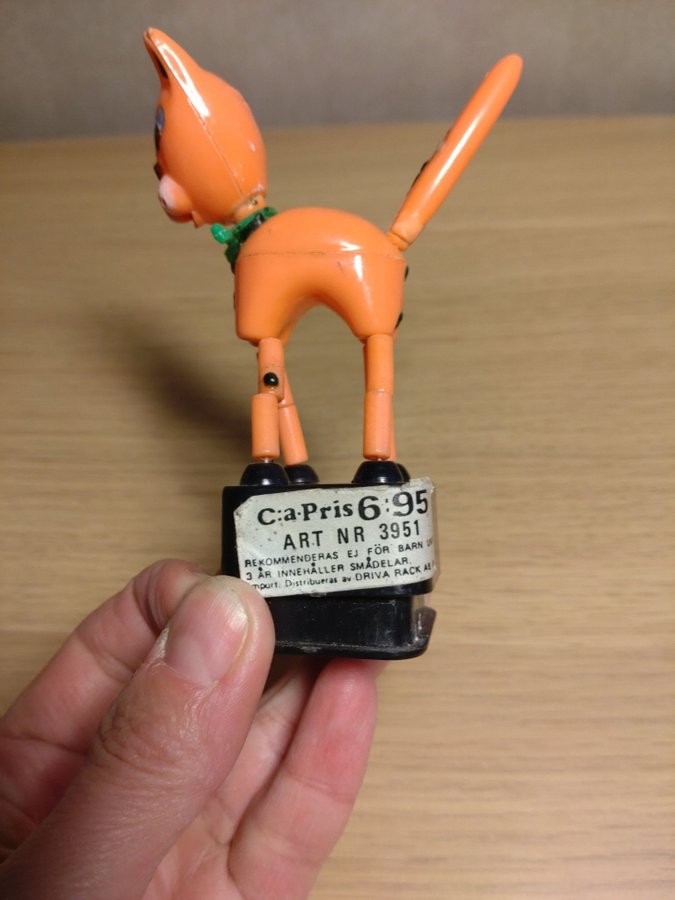 C:a·Pris 6:95
ART NR 3951
REKOMMENDERAS EJ FÖR BARN
3 ÅR INNEHÅLLER SMÅDELAR.
mport. Distribueras av DRIVA RACK AB